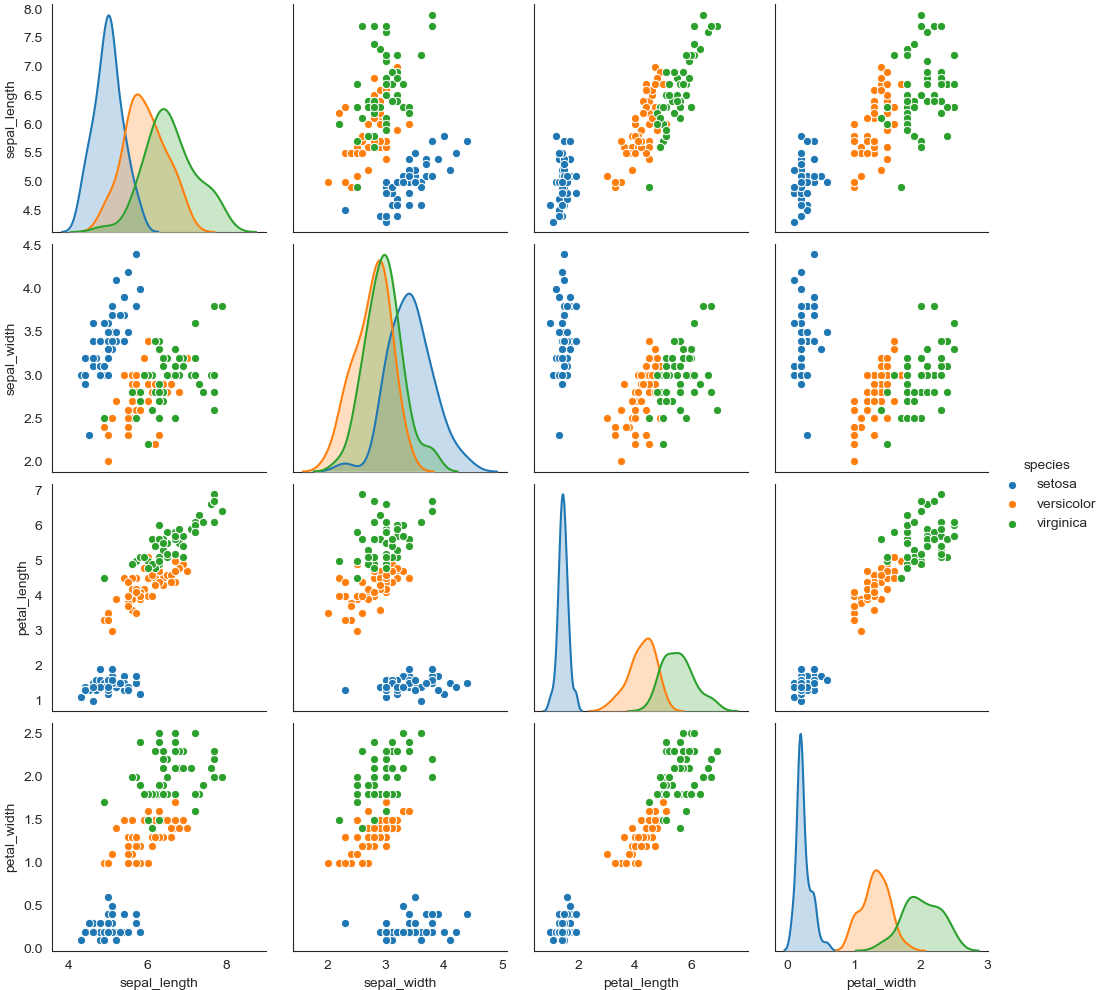 8.0
7.5
7.0
6.5
6.0
5.5
5.0
4.5
sepal_length
4.5
4.0
3.5
3.0
2.5
2.0
sepal_width
species
setosa
versicolor
virginica
7
6
5
4
3
2
1
petal_length
2.5
2.0
1.5
1.0
0.5
0.0
petal_width
4 6 8
2 3 4 5
2 4 6
0 1 2 3
sepal_length
sepal_width
petal_length
petal_width